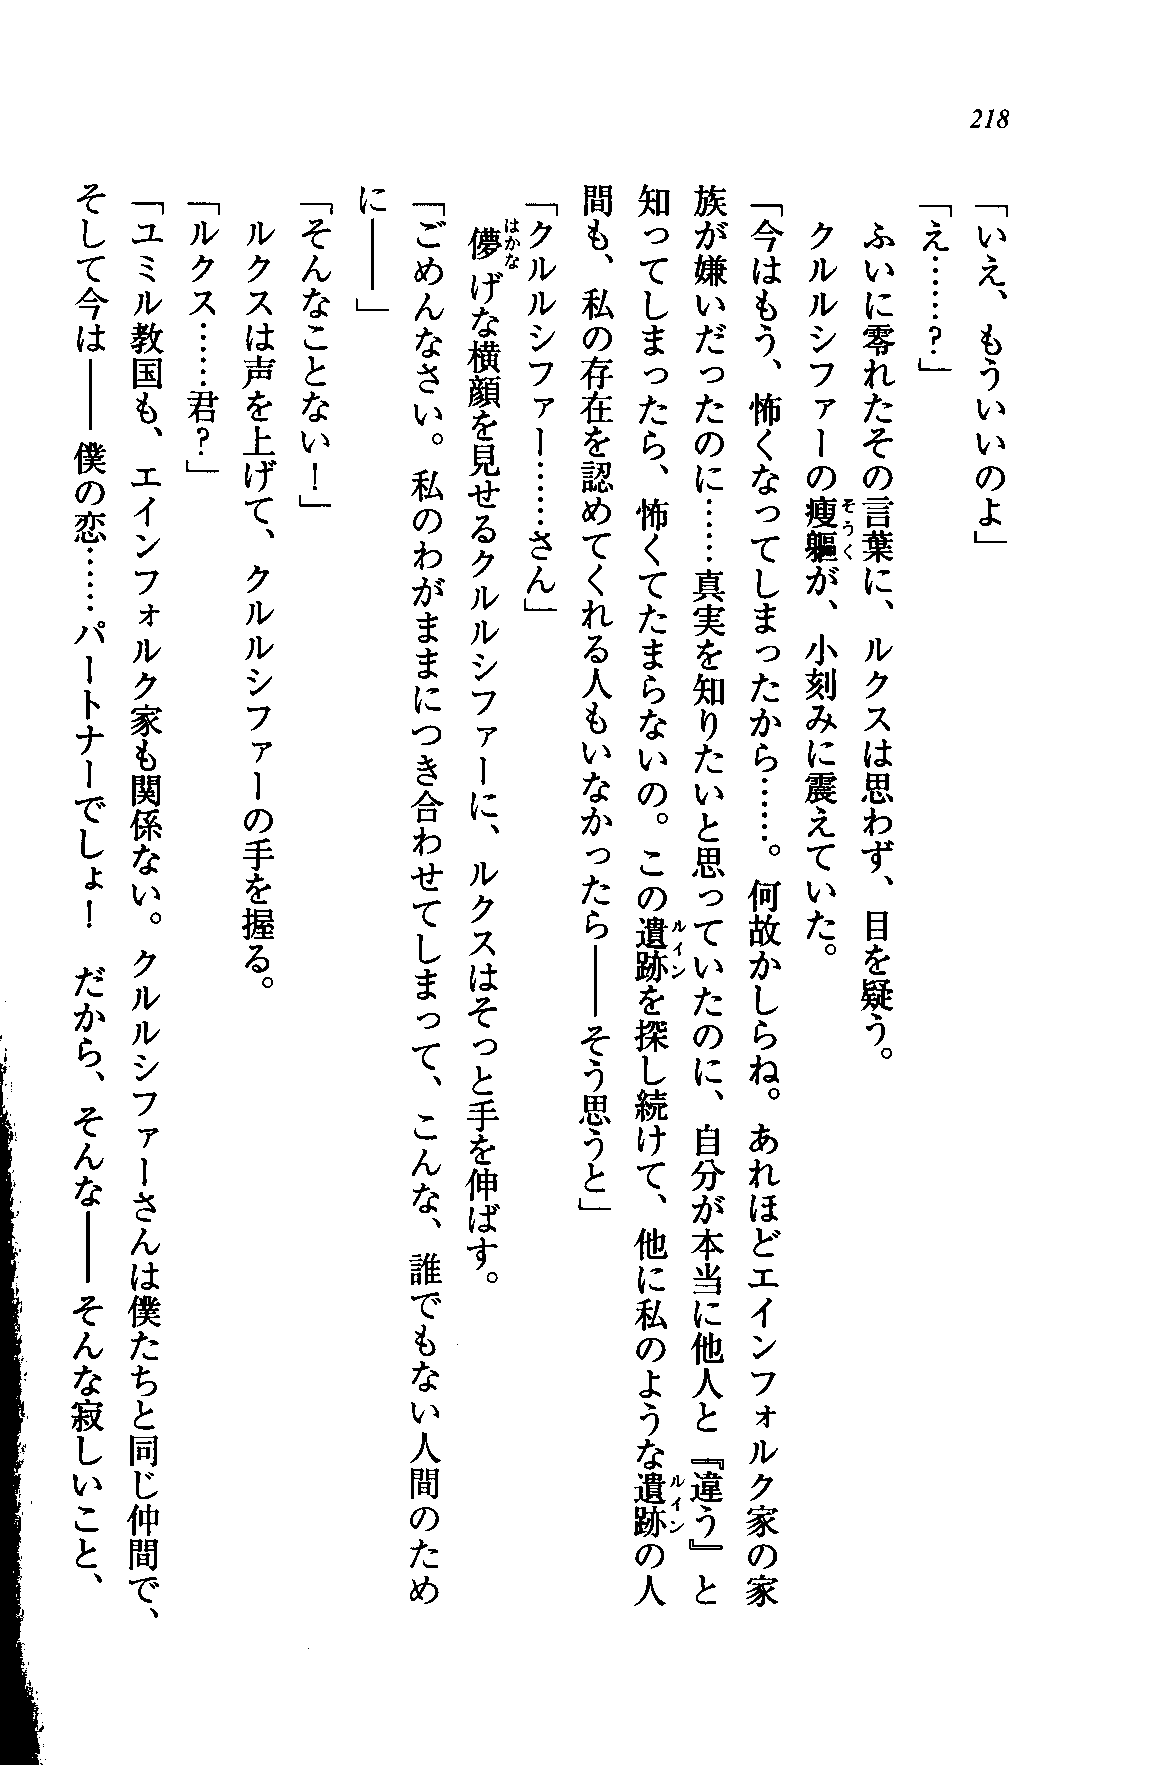 218
「いえ、もういいのよ」
「え……？」
　ふいに零れたその言葉に、ルクスは思わず、目を疑う。
　クルルシファーの痩軀が、小刻みに震えていた。
「今はもう、怖くなってしまったから……。何故かしらね。あれほどエインフォルク家の家
族が嫌いだったのに……真実を知りたいと思っていたのに、自分が本当に他人と『違う』と
知ってしまったら、怖くてたまらないの。この遺跡を探し続けて、他に私のような遺跡の人
間も、私の存在を認めてくれる人もいなかったら――そう思うと」
「クルルシファー……さん」
　儚げな横顔を見せるクルルシファーに、ルクスはそっと手を伸ばす。
「ごめんなさい。私のわがままにつき合わせてしまって、こんな、誰でもない人間のため
に――」
「そんなことない！」
　ルクスは声を上げて、クルルシファーの手を握る。
「ルクス……君？」
「ユミル教国も、エインフォルク家も関係ない。クルルシファーさんは僕たちと同じ仲間で、
そして今は――僕の恋……パートナーでしょ！　だから、そんな――そんな寂しいこと、